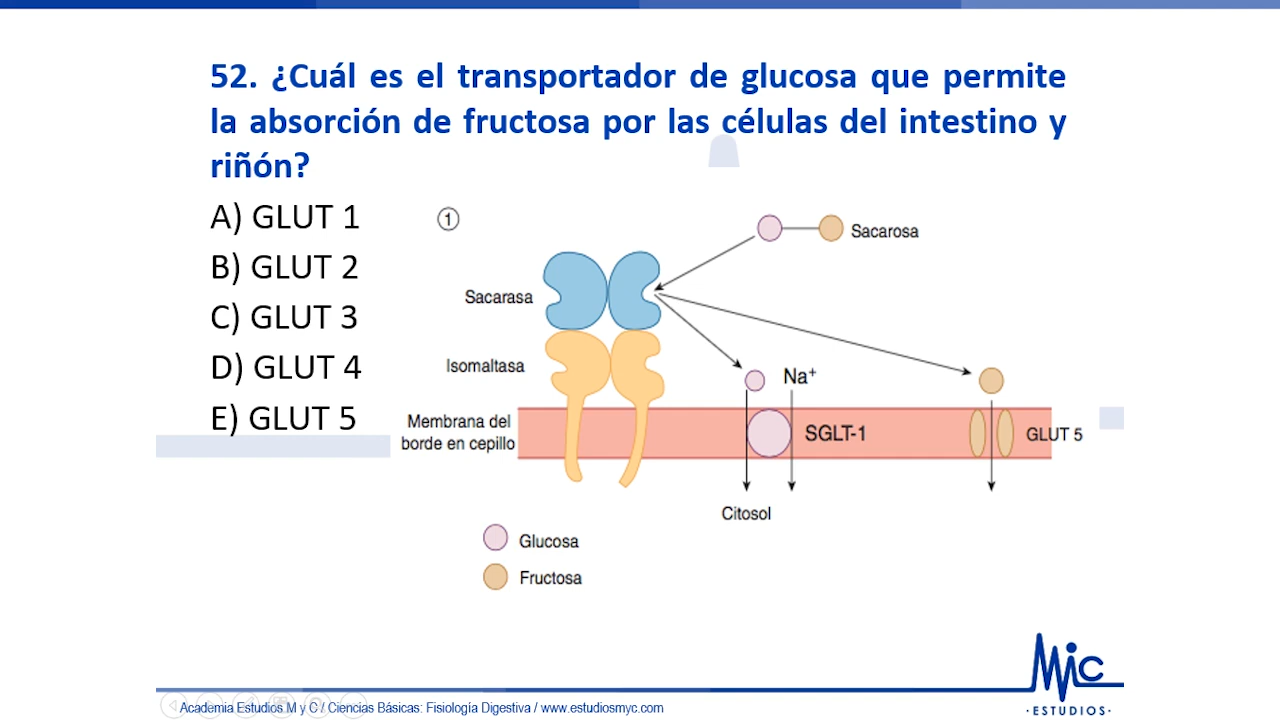 52. ¿Cuál es el transportador de glucosa que permite
la absorción de fructosa por las células del intestino y
riñón?
A) GLUT 1
B) GLUT 2
C) GLUT 3
D) GLUT 4
E) GLUT 5
1
Sacarosa
Sacarasa
Isomaltasa
Na+
Membrana del
borde en cepillo
SGLT-1
GLUT 5
Citosol
Glucosa
Fructosa
MiC
·ESTUDIOS·
Academia Estudios M y C / Ciencias Básicas: Fisiología Digestiva / www.estudiosmyc.com